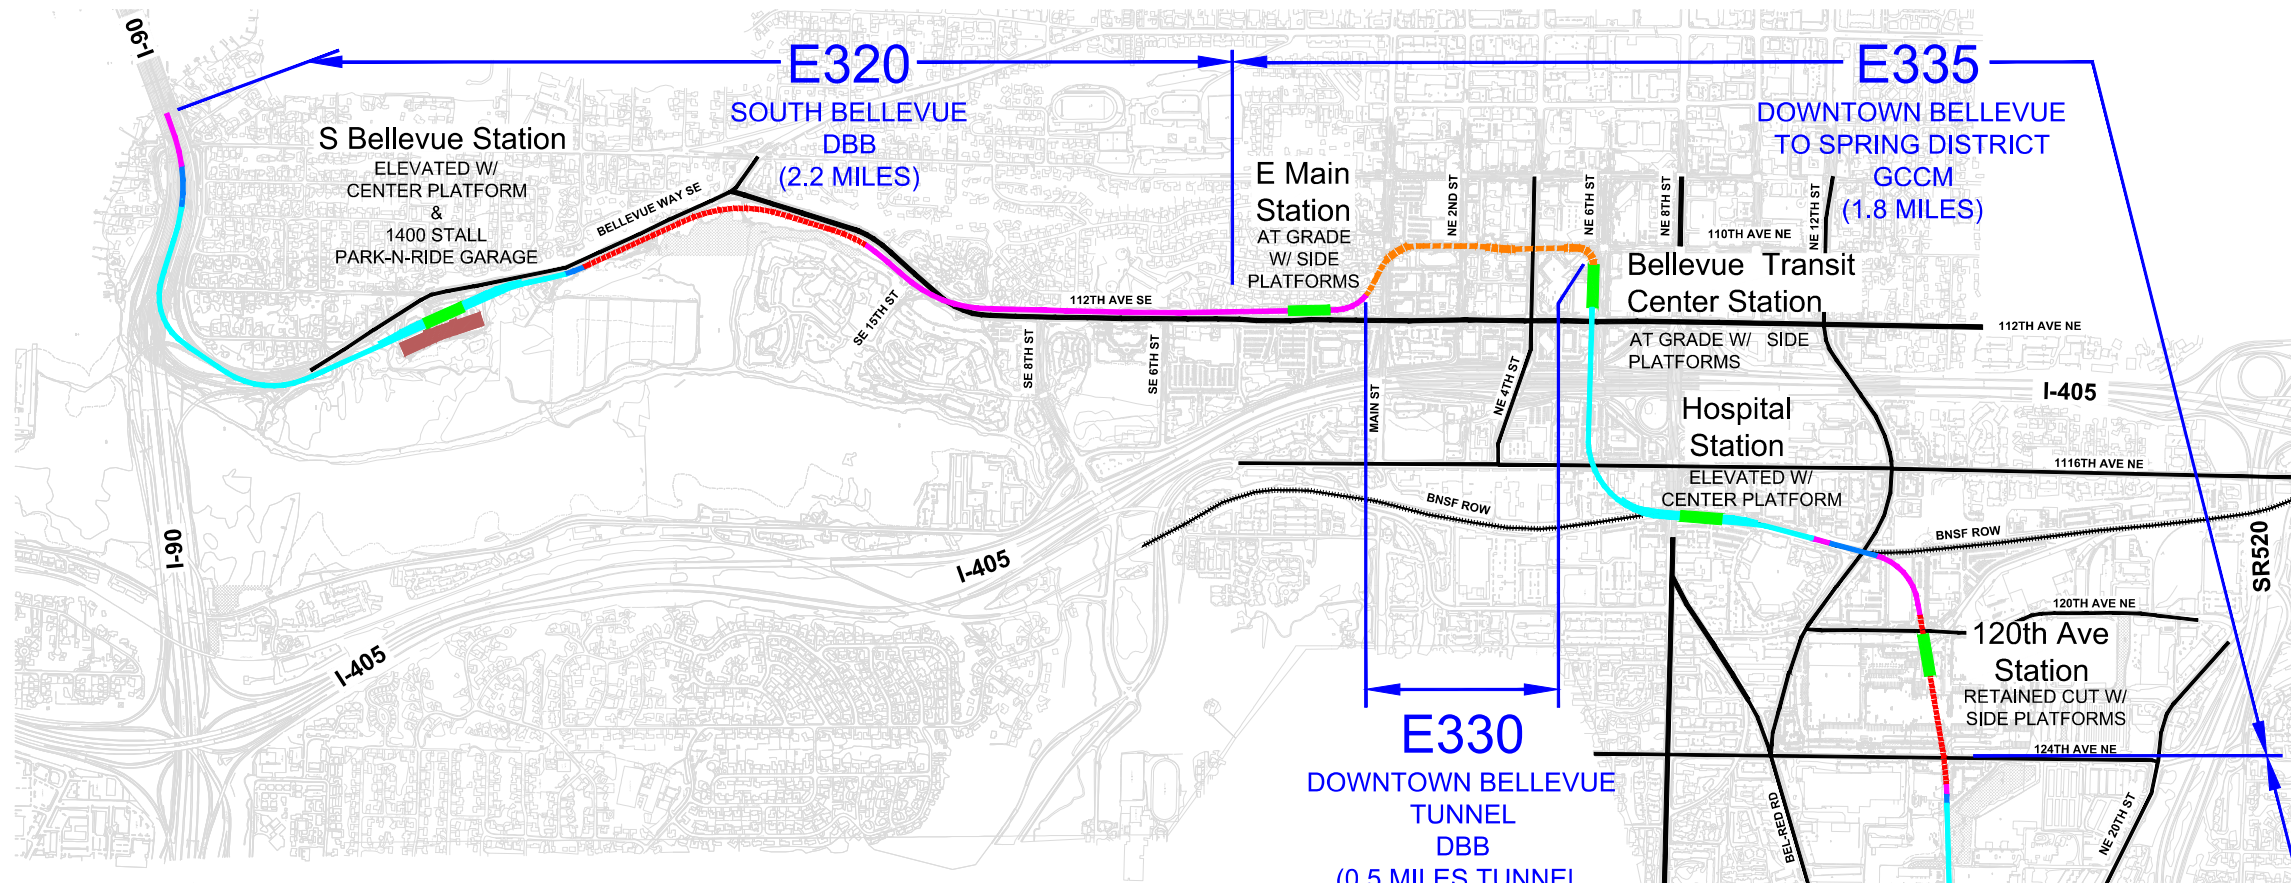 I-90
E320
SOUTH BELLEVUE
DBB
(2.2 MILES)
E335
DOWNTOWN BELLEVUE
TO SPRING DISTRICT
GCCM
(1.8 MILES)
S Bellevue Station
ELEVATED W/
CENTER PLATFORM
&
1400 STALL
PARK-N-RIDE GARAGE
BELLEVUE WAY SE
E Main
Station
AT GRADE
W/ SIDE
PLATFORMS
NE 2ND ST
NE 6TH ST
NE 8TH ST
110TH AVE NE
NE 12TH ST
Bellevue Transit
Center Station
AT GRADE W/ SIDE
PLATFORMS
SE 15TH ST
112TH AVE SE
SE 8TH ST
SE 6TH ST
112TH AVE NE
MAIN ST
NE 4TH ST
I-405
Hospital
Station
ELEVATED W/
CENTER PLATFORM
1116TH AVE NE
BNSF ROW
BNSF ROW
I-90
I-405
SR520
120TH AVE NE
120th Ave
Station
RETAINED CUT W/
SIDE PLATFORMS
I-405
124TH AVE NE
E330
DOWNTOWN BELLEVUE
TUNNEL
DBB
(0.5 MILES TUNNEL
BEL-RED RD
NE 20TH ST